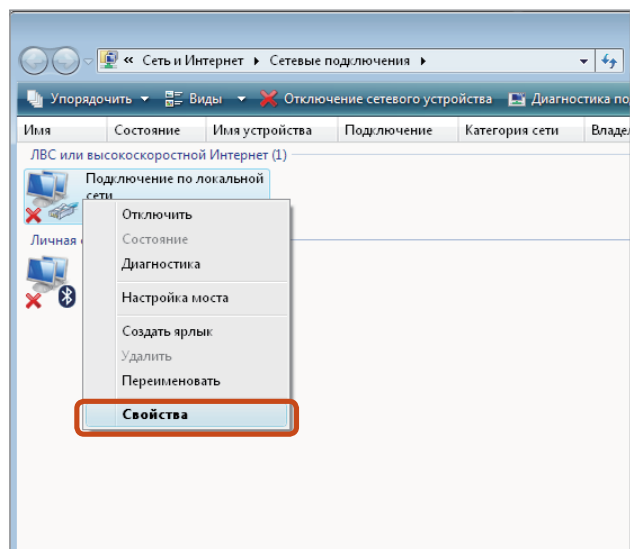 « Сеть и Интернет ▸ Сетевые подключения ▸
Упорядочить Виды Отключение сетевого устройства Диагностика по
Имя Состояние Имя устройства Подключение Категория сети Владел
ЛВС или высокоскоростной Интернет (1)
Подключение по локальной
сети
Отключить
Личная
Состояние
Диагностика
Настройка моста
Создать ярлык
Удалить
Переименовать
Свойства